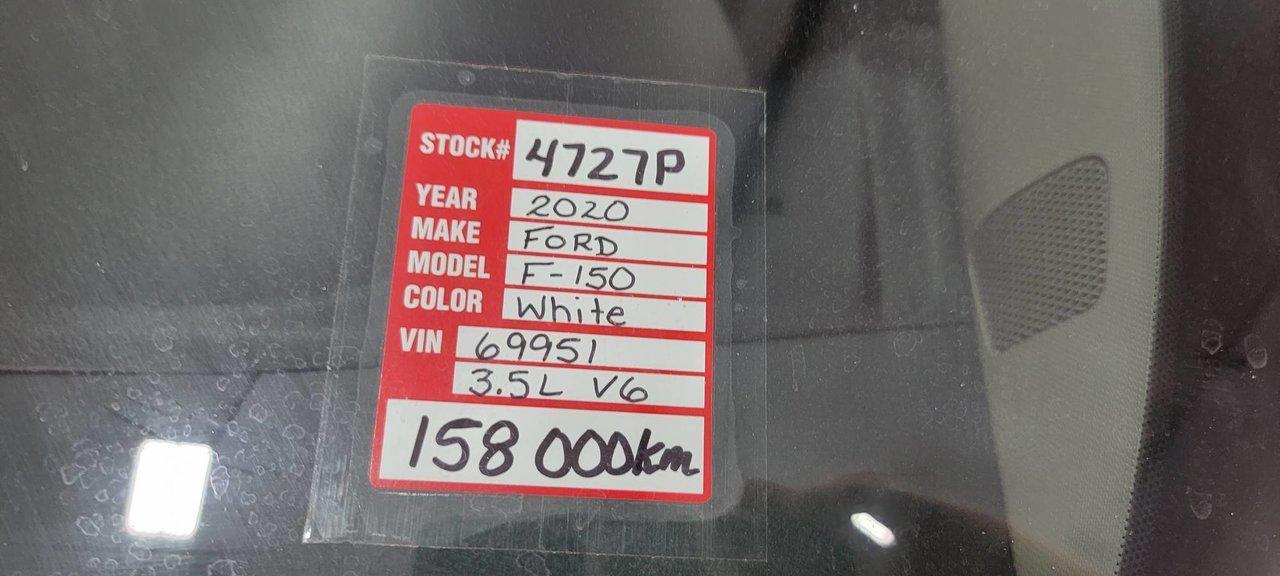 STOCK# 4727P
YEAR 2020
MAKE FORD
MODEL F-150
COLOR White
VIN 69951
3.5L V6
158 000km